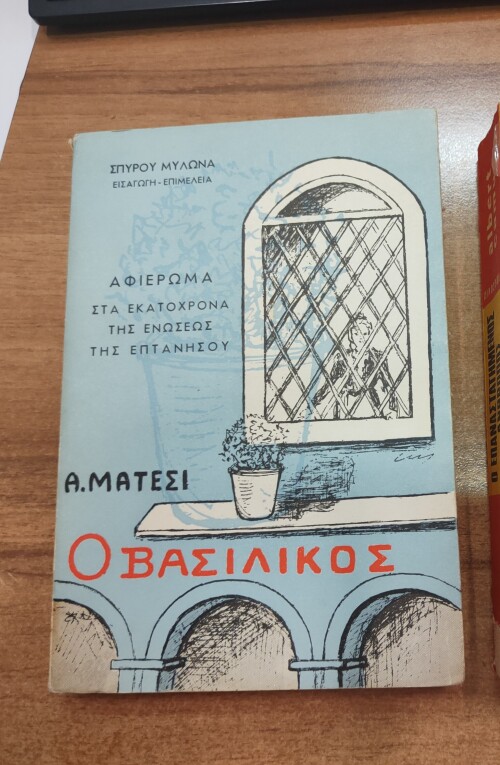 ΣΠΥΡΟΥ ΜΥΛΩΝΑ
ΕΙΣΑΓΩΓΗ - ΕΠΙΜΕΛΕΙΑ
ΑΦΙΕΡΩΜΑ
ΣΤΑ ΕΚΑΤΟΧΡΟΝΑ
ΤΗΣ ΕΝΩΣΕΩΣ
ΤΗΣ ΕΠΤΑΝΗΣΟΥ
Α. ΜΑΤΕΣΙ
Ο ΒΑΣΙΛΙΚΟΣ